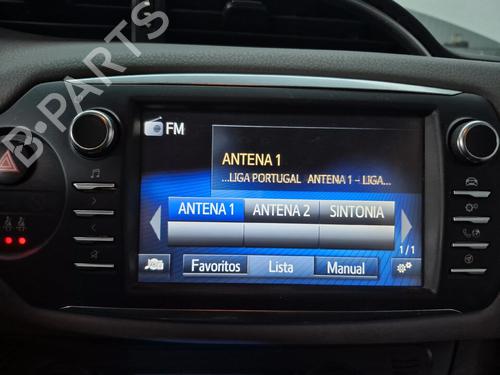 B-PARTS
FM
ANTENA 1
...LIGA PORTUGAL ANTENA 1 - LIGA...
ANTENA 1 ANTENA 2 SINTONIA
1/1
Favoritos Lista Manual